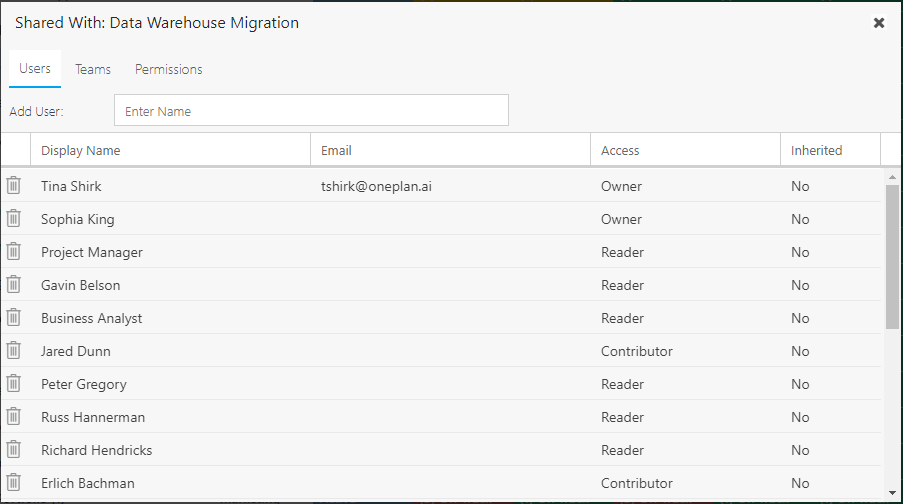 Shared With: Data Warehouse Migration
Users Teams Permissions
Add User: Enter Name
Display Name Email Access Inherited
Tina Shirk tshirk@oneplan.ai Owner No
Sophia King Owner No
Project Manager Reader No
Gavin Belson Reader No
Business Analyst Reader No
Jared Dunn Contributor No
Peter Gregory Reader No
Russ Hannerman Reader No
Richard Hendricks Reader No
Erlich Bachman Contributor No